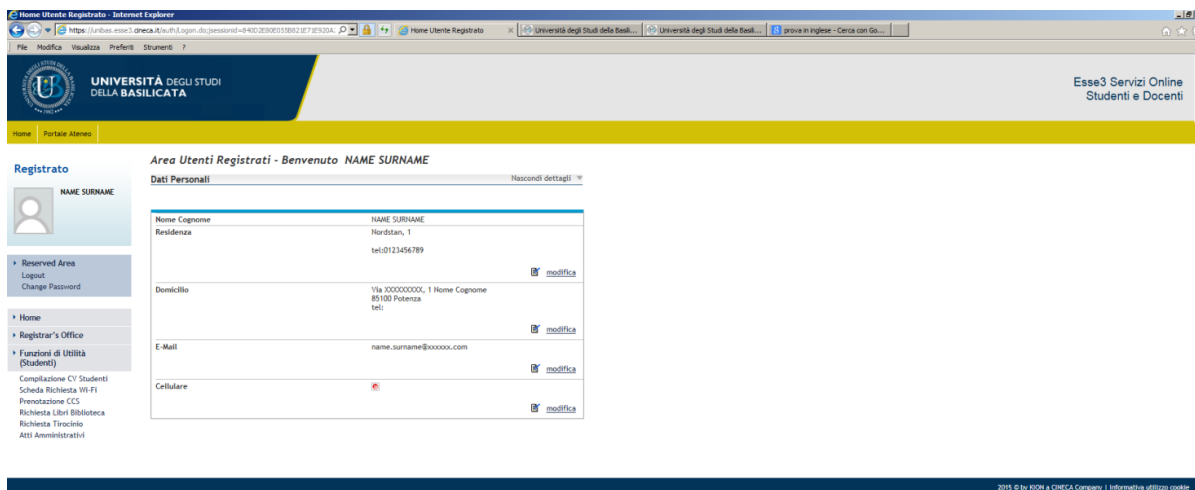 Home Utente Registrato - Internet Explorer
https://unibas.esse3.cineca.it/auth/Logon.do;jsessionid=
Home Utente Registrato
Università degli Studi della Basili...
Università degli Studi della Basili...
prova in inglese - Cerca con Go...
File Modifica Visualizza Preferiti Strumenti ?
UNIVERSITÀ DEGLI STUDI
DELLA BASILICATA
Esse3 Servizi Online
Studenti e Docenti
Home Portale Ateneo
Registrato
NAME SURNAME
Reserved Area
Logout
Change Password
Home
Registrar's Office
Funzioni di Utilità
(Studenti)
Compilazione CV Studenti
Scheda Richiesta Wi-Fi
Prenotazione CCS
Richiesta Libri Biblioteca
Richiesta Tirocinio
Atti Amministrativi
Area Utenti Registrati - Benvenuto NAME SURNAME
Dati Personali Nascondi dettagli
Nome Cognome NAME SURNAME
Residenza Nordstan, 1
tel:0123456789
modifica
Domicilio Via XXXXXXXXX, 1 Nome Cognome
85100 Potenza
tel:
modifica
E-Mail name.surname@xxxxxx.com
modifica
Cellulare
modifica
2015 © by KION a CINECA Company | Informativa utilizzo cookie